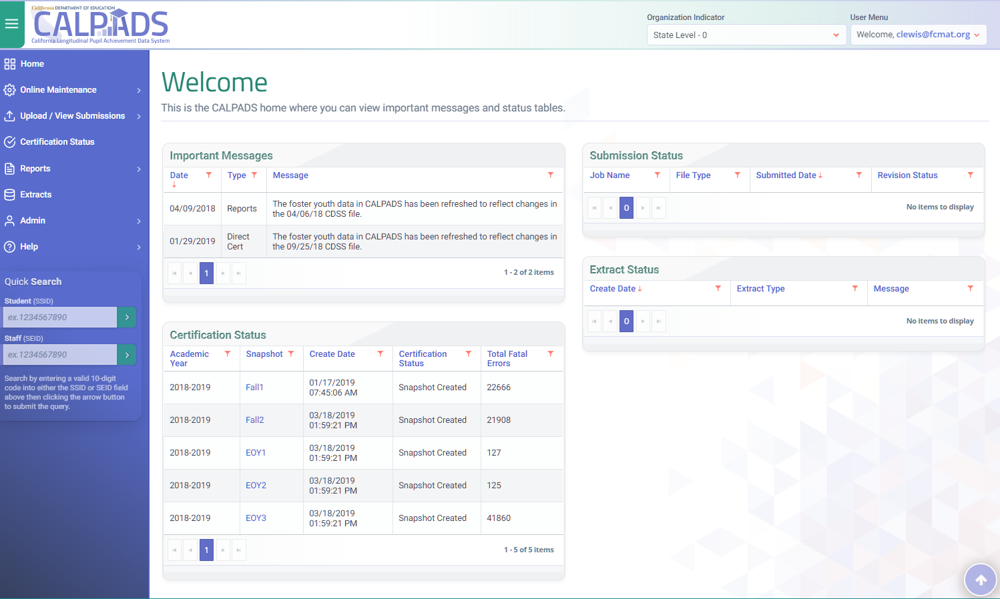 California DEPARTMENT OF EDUCATION
CALPADS
California Longitudinal Pupil Achievement Data System
Organization Indicator
State Level - 0
User Menu
Welcome, clewis@fcmat.org
Home
Online Maintenance
Upload / View Submissions
Certification Status
Reports
Extracts
Admin
Help
Quick Search
Student (SSID)
ex.1234567890
Staff (SEID)
ex.1234567890
Search by entering a valid 10-digit
code into either the SSID or SEID field
above then clicking the arrow button
to submit the query.
Welcome
This is the CALPADS home where you can view important messages and status tables.
Important Messages
Date Type Message
04/09/2018 Reports The foster youth data in CALPADS has been refreshed to reflect changes in
the 04/06/18 CDSS file.
01/29/2019 Direct Cert The foster youth data in CALPADS has been refreshed to reflect changes in
the 09/25/18 CDSS file.
1 1 - 2 of 2 items
Certification Status
Academic Year Snapshot Create Date Certification Status Total Fatal Errors
2018-2019 Fall1 01/17/2019 07:45:06 AM Snapshot Created 22666
2018-2019 Fall2 03/18/2019 01:59:21 PM Snapshot Created 21908
2018-2019 EOY1 03/18/2019 01:59:21 PM Snapshot Created 127
2018-2019 EOY2 03/18/2019 01:59:21 PM Snapshot Created 125
2018-2019 EOY3 03/18/2019 01:59:21 PM Snapshot Created 41860
1 1 - 5 of 5 items
Submission Status
Job Name File Type Submitted Date Revision Status
0 No items to display
Extract Status
Create Date Extract Type Message
0 No items to display